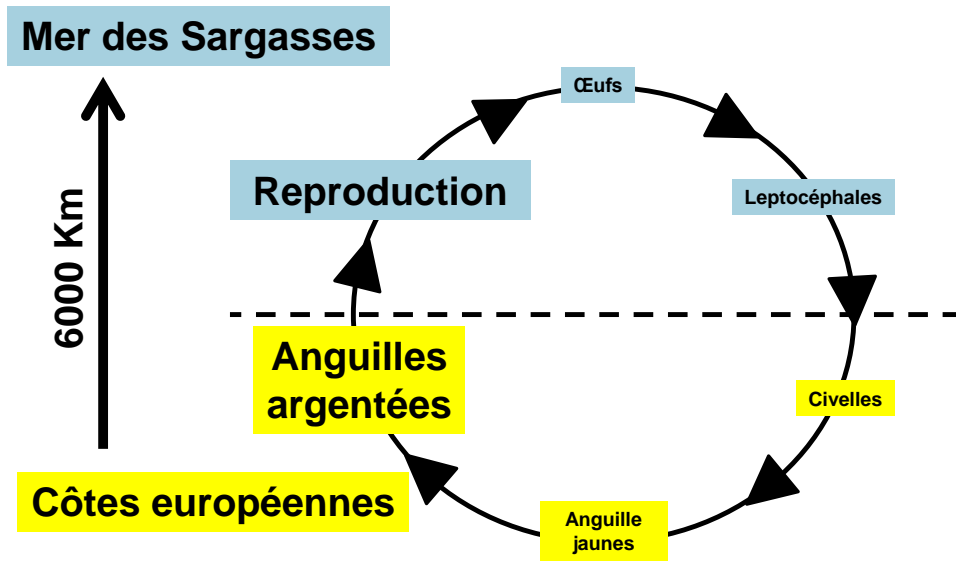 Mer des Sargasses
Œufs
Reproduction
Leptocéphales
6000 Km
Anguilles
argentées
Civelles
Côtes européennes
Anguille
jaunes